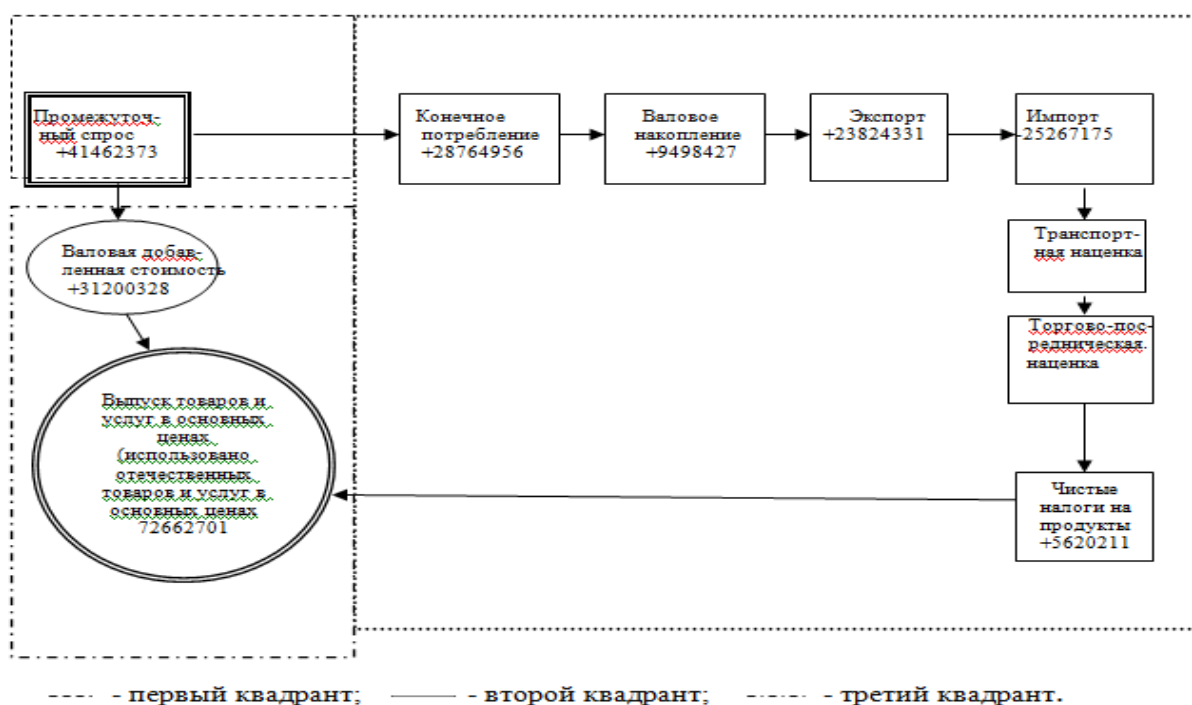 Промежуточ-
ный спрос
+41462373
Конечное
потребление
+28764956
Валовое
накопление
+9498427
Экспорт
+23824331
Импорт
-25267175
Транспорт-
ная наценка
Торгово-пос-
редническая.
наценка
Чистые
налоги на
продукты
+5620211
Валовая добав-
ленная стоимость
+31200328
Выпуск товаров и
услуг в основных
ценах
(использовано
отечественных
товаров и услуг в
основных ценах
72662701
- первый квадрант; - второй квадрант; - третий квадрант.